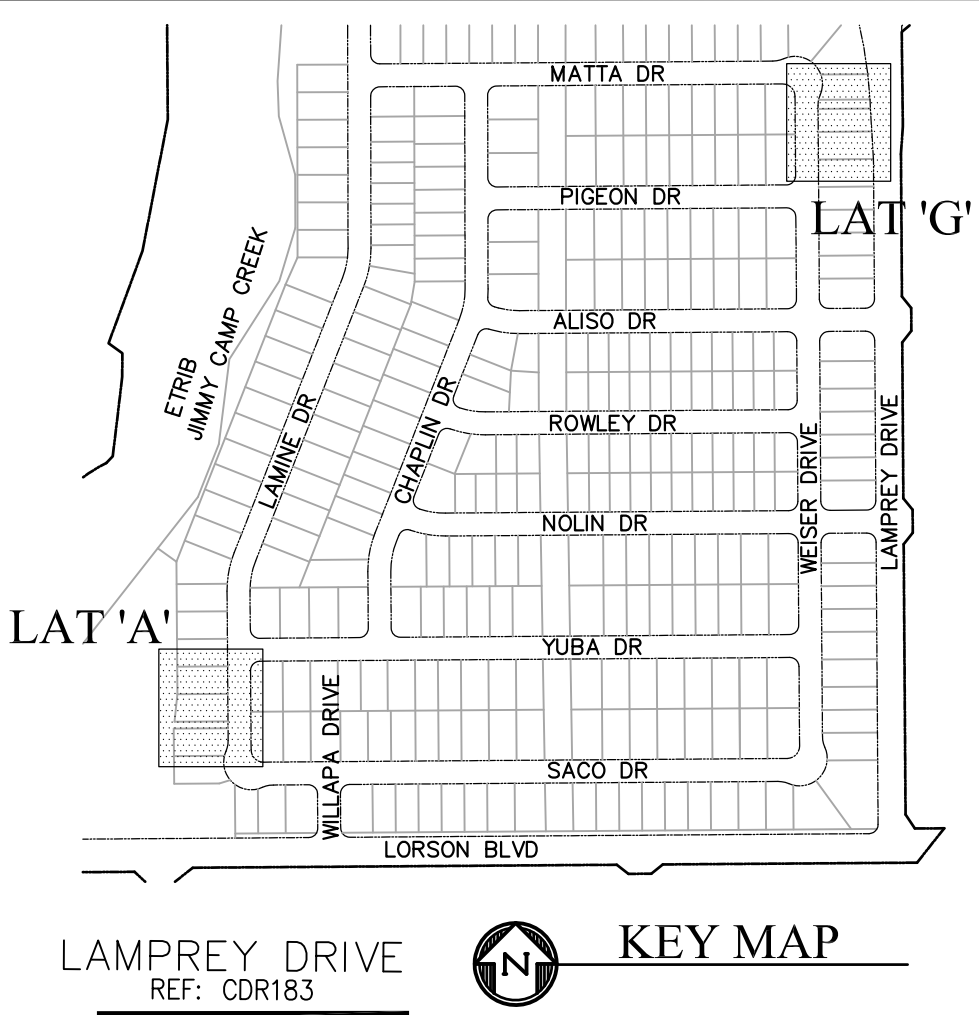 MATTA DR
PIGEON DR
LAT 'G'
ETRIB
JIMMY CAMP CREEK
ALISO DR
LAMINE DR
CHAPLIN DR
ROWLEY DR
WEISER DRIVE
LAMPREY DRIVE
NOLIN DR
LAT 'A'
YUBA DR
WILLAPA DRIVE
SACO DR
LORSON BLVD
LAMPREY DRIVE
REF: CDR183
N
KEY MAP